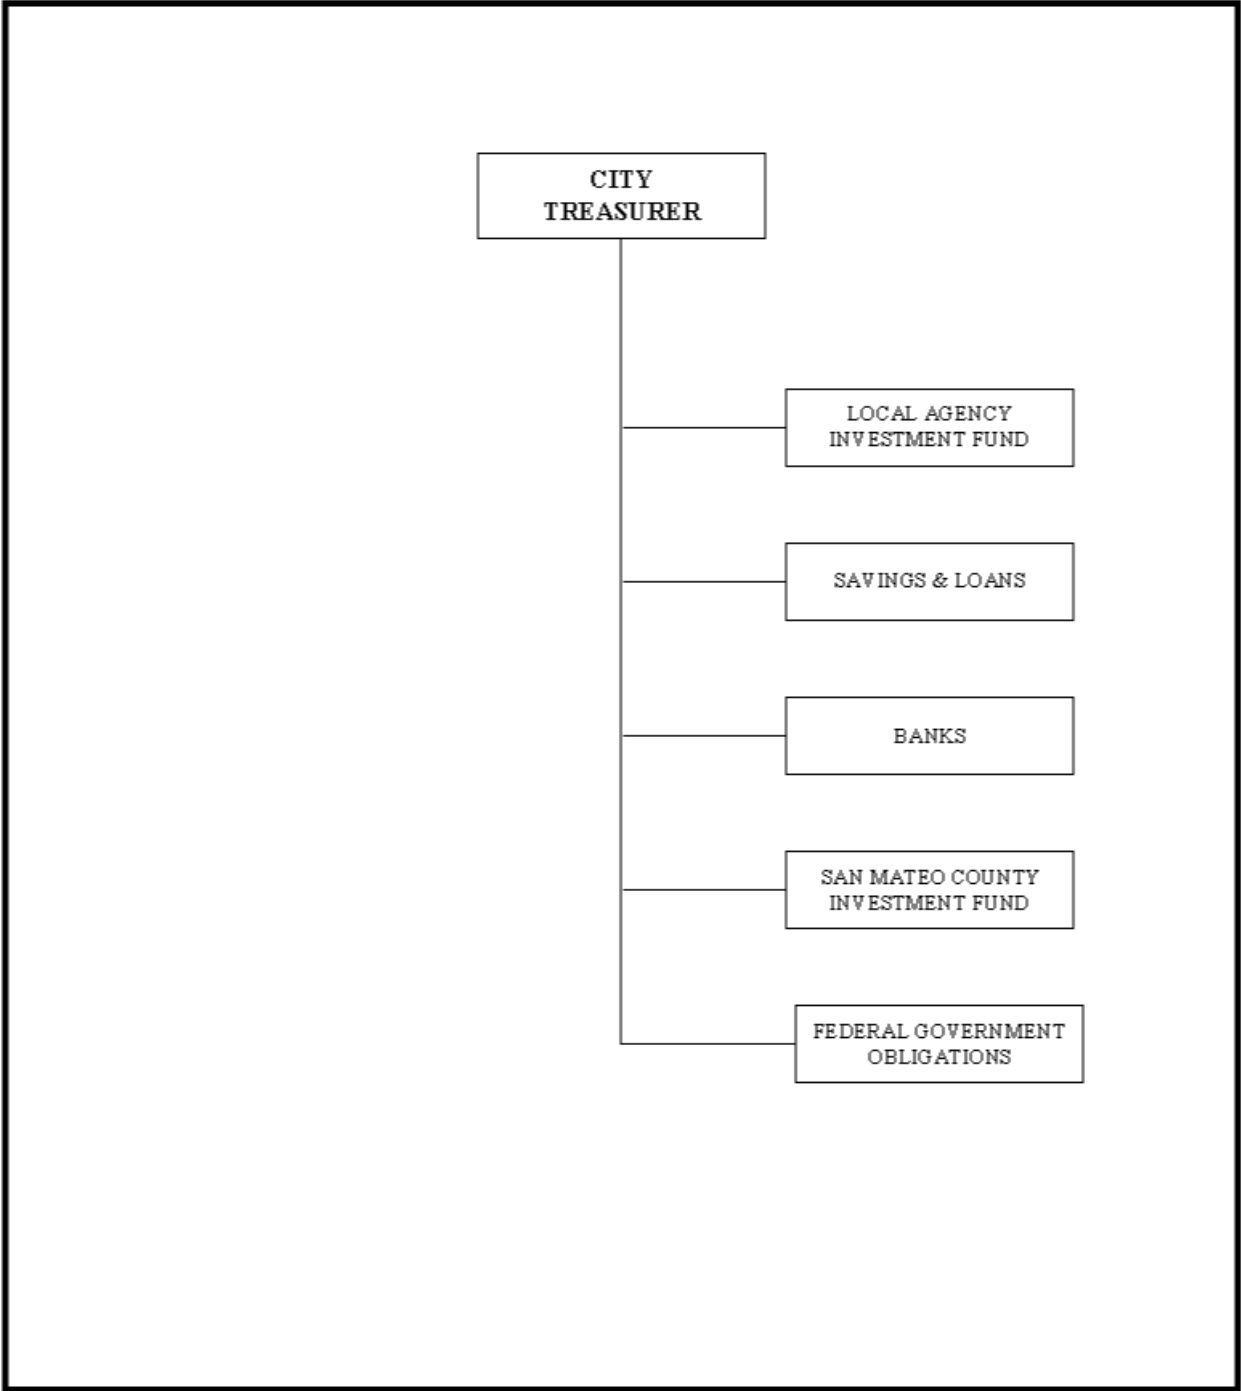 CITY
TREASURER
LOCAL AGENCY
INVESTMENT FUND
SAVINGS & LOANS
BANKS
SAN MATEO COUNTY
INVESTMENT FUND
FEDERAL GOVERNMENT
OBLIGATIONS